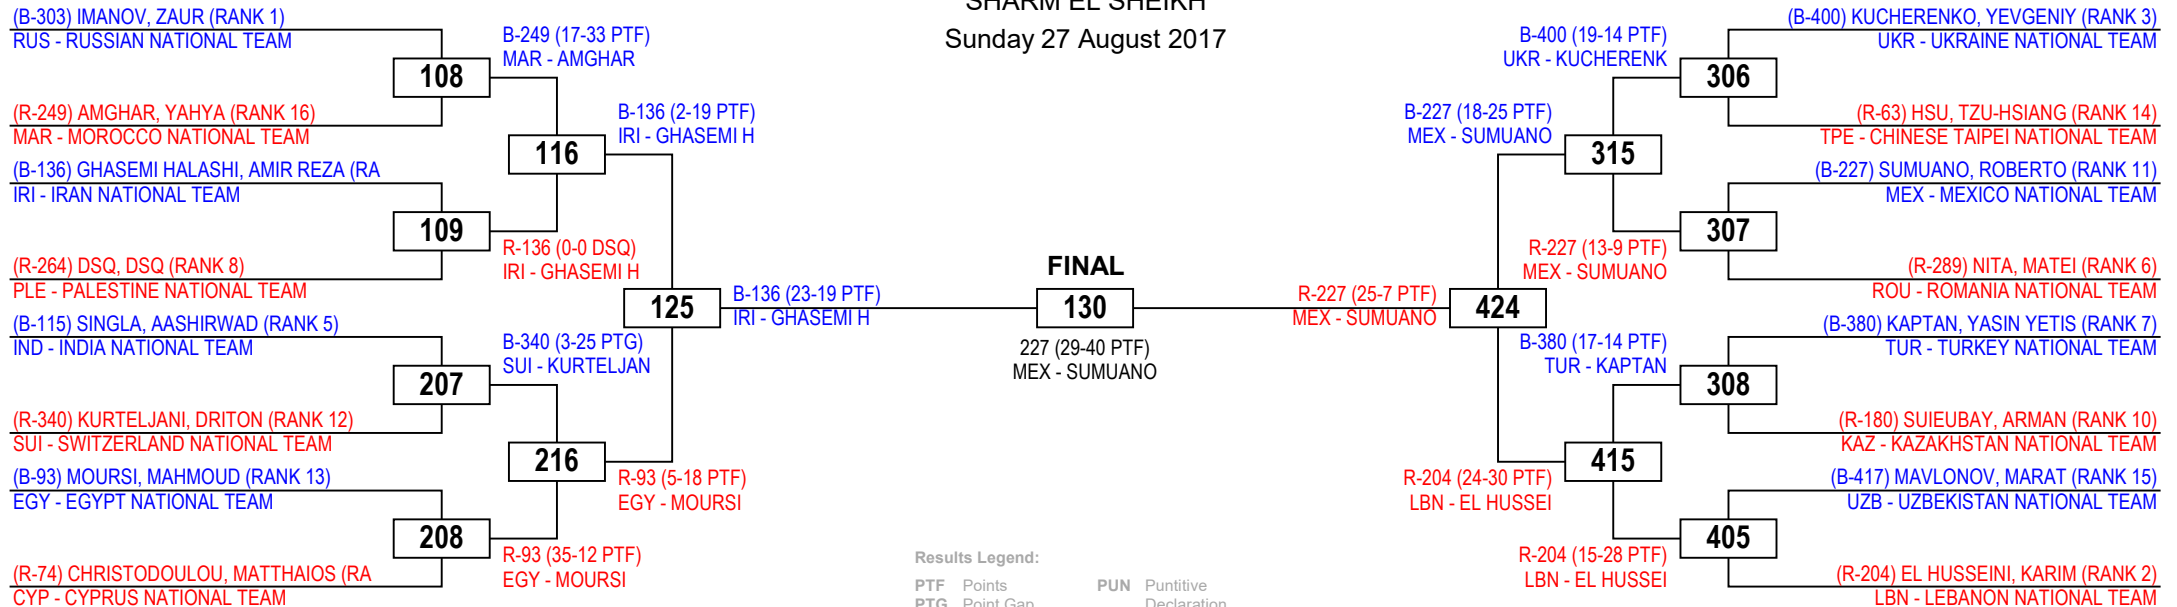 SHARM EL SHEIKH
Sunday 27 August 2017
(B-303) IMANOV, ZAUR (RANK 1)
RUS - RUSSIAN NATIONAL TEAM
108
(R-249) AMGHAR, YAHYA (RANK 16)
MAR - MOROCCO NATIONAL TEAM
(B-136) GHASEMI HALASHI, AMIR REZA (RA
IRI - IRAN NATIONAL TEAM
109
(R-264) DSQ, DSQ (RANK 8)
PLE - PALESTINE NATIONAL TEAM
(B-115) SINGLA, AASHIRWAD (RANK 5)
IND - INDIA NATIONAL TEAM
207
(R-340) KURTELJANI, DRITON (RANK 12)
SUI - SWITZERLAND NATIONAL TEAM
(B-93) MOURSI, MAHMOUD (RANK 13)
EGY - EGYPT NATIONAL TEAM
208
(R-74) CHRISTODOULOU, MATTHAIOS (RA
CYP - CYPRUS NATIONAL TEAM
B-249 (17-33 PTF)
MAR - AMGHAR
116
R-136 (0-0 DSQ)
IRI - GHASEMI H
B-340 (3-25 PTG)
SUI - KURTELJAN
216
R-93 (35-12 PTF)
EGY - MOURSI
B-136 (2-19 PTF)
IRI - GHASEMI H
125
R-93 (5-18 PTF)
EGY - MOURSI
B-136 (23-19 PTF)
IRI - GHASEMI H
FINAL
130
227 (29-40 PTF)
MEX - SUMUANO
R-227 (25-7 PTF)
MEX - SUMUANO
B-227 (18-25 PTF)
MEX - SUMUANO
424
R-204 (24-30 PTF)
LBN - EL HUSSEI
B-400 (19-14 PTF)
UKR - KUCHERENK
315
R-227 (13-9 PTF)
MEX - SUMUANO
B-380 (17-14 PTF)
TUR - KAPTAN
415
R-204 (15-28 PTF)
LBN - EL HUSSEI
(B-400) KUCHERENKO, YEVGENIY (RANK 3)
UKR - UKRAINE NATIONAL TEAM
306
(R-63) HSU, TZU-HSIANG (RANK 14)
TPE - CHINESE TAIPEI NATIONAL TEAM
(B-227) SUMUANO, ROBERTO (RANK 11)
MEX - MEXICO NATIONAL TEAM
307
(R-289) NITA, MATEI (RANK 6)
ROU - ROMANIA NATIONAL TEAM
(B-380) KAPTAN, YASIN YETIS (RANK 7)
TUR - TURKEY NATIONAL TEAM
308
(R-180) SUIEUBAY, ARMAN (RANK 10)
KAZ - KAZAKHSTAN NATIONAL TEAM
(B-417) MAVLONOV, MARAT (RANK 15)
UZB - UZBEKISTAN NATIONAL TEAM
405
(R-204) EL HUSSEINI, KARIM (RANK 2)
LBN - LEBANON NATIONAL TEAM
Results Legend:
PTF Points PUN Puntitive
PTG Point Gap Declaration